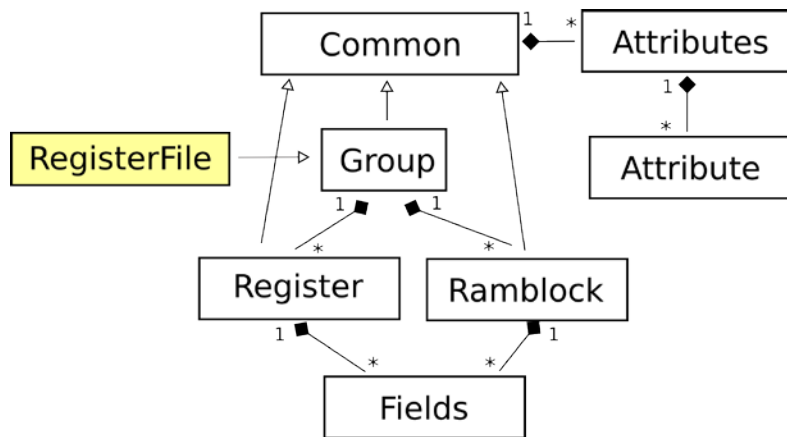 Common
1
*
Attributes
1
*
RegisterFile
Group
Attribute
1
1
*
*
Register
Ramblock
1
1
*
*
Fields